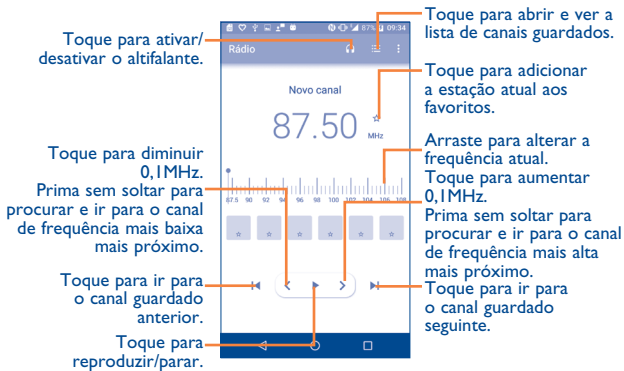 Toque para ativar/
desativar o altifalante.
Toque para diminuir
0,1MHz.
Prima sem soltar para
procurar e ir para o canal
de frequência mais baixa
mais próximo.
Toque para ir para
o canal guardado
anterior.
Toque para
reproduzir/parar.
87%
09:34
Rádio
Novo canal
87.50
MHz
87.5 90 92 94 96 98 100 102 104 106 108
Toque para abrir e ver a
lista de canais guardados.
Toque para adicionar
a estação atual aos
favoritos.
Arraste para alterar a
frequência atual.
Toque para aumentar
0,1MHz.
Prima sem soltar para
procurar e ir para o canal
de frequência mais alta
mais próximo.
Toque para ir para
o canal guardado
seguinte.